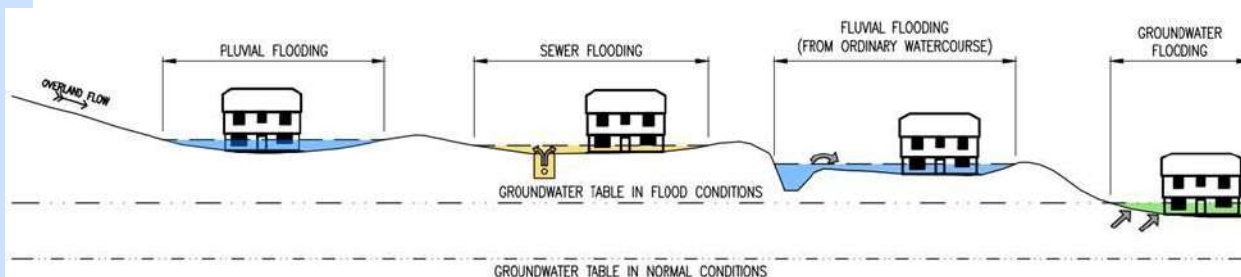 PLUVIAL FLOODING
SEWER FLOODING
FLUVIAL FLOODING
(FROM ORDINARY WATERCOURSE)
GROUNDWATER
FLOODING
OVERLAND FLOW
GROUNDWATER TABLE IN FLOOD CONDITIONS
GROUNDWATER TABLE IN NORMAL CONDITIONS